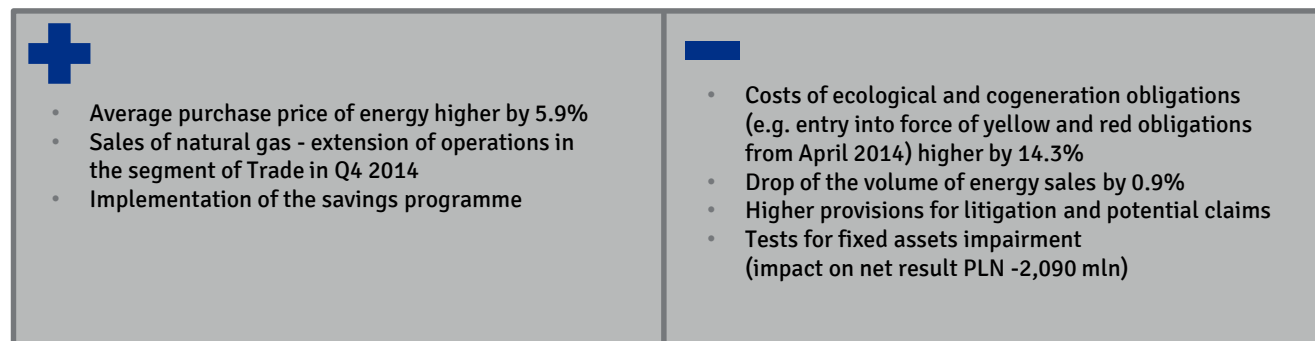 • Average purchase price of energy higher by 5.9%
• Sales of natural gas - extension of operations in
the segment of Trade in Q4 2014
• Implementation of the savings programme
• Costs of ecological and cogeneration obligations
(e.g. entry into force of yellow and red obligations
from April 2014) higher by 14.3%
• Drop of the volume of energy sales by 0.9%
• Higher provisions for litigation and potential claims
• Tests for fixed assets impairment
(impact on net result PLN -2,090 mln)